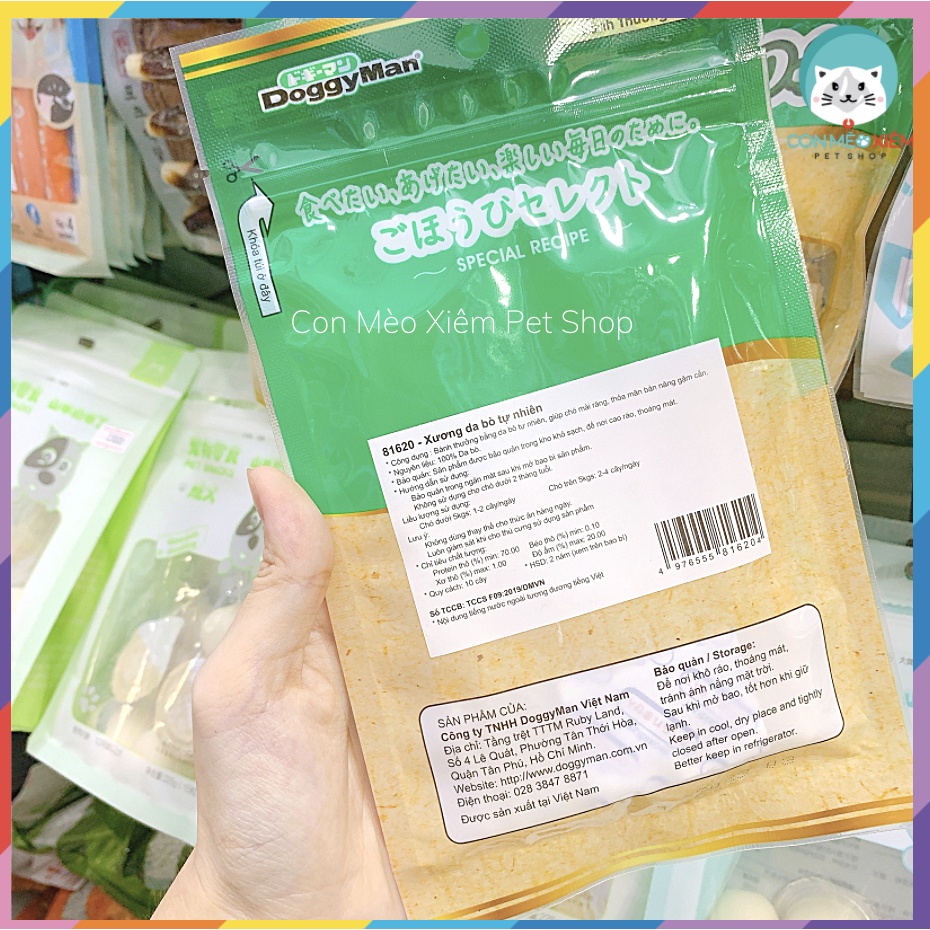 ドギーマン
DoggyMan®
CON MÈO XIÊM
PET SHOP
食べたい、あげたい、楽しい毎日のために。
ごほうびセレクト
SPECIAL RECIPE
Khóa túi ở đây
Con Mèo Xiêm Pet Shop
81620 - Xương da bò tự nhiên
* Công dụng : Bánh thưởng bằng da bò tự nhiên, giúp chó mài răng, thỏa mãn bản năng gặm cắn.
* Nguyên liệu: 100% Da bò.
* Bảo quản: Sản phẩm được bảo quản trong kho khô sạch, để nơi cao ráo, thoáng mát.
* Hướng dẫn sử dụng:
Bảo quản trong ngăn mát sau khi mở bao bì sản phẩm.
Không sử dụng cho chó dưới 2 tháng tuổi.
Liều lượng sử dụng:
Chó dưới 5kgs: 1-2 cây/ngày Chó trên 5kgs: 2-4 cây/ngày
Lưu ý:
Không dùng thay thế cho thức ăn hàng ngày.
Luôn giám sát khi cho thú cưng sử dụng sản phẩm
* Chỉ tiêu chất lượng:
Protein thô (%) min: 70.00 Béo thô (%) min: 0.10
Xơ thô (%) max: 1.00 Độ ẩm (%) max: 20.00
* Quy cách: 10 cây * HSD: 2 năm (xem trên bao bì)
Số TCCB: TCCS F09:2019/DMVN
* Nội dung tiếng nước ngoài tương đương tiếng Việt
4 976555 816204
SẢN PHẨM CỦA:
Công ty TNHH DoggyMan Việt Nam
Địa chỉ: Tầng trệt TTTM Ruby Land,
Số 4 Lê Quát, Phường Tân Thới Hòa,
Quận Tân Phú, Hồ Chí Minh.
Website: http://www.doggyman.com.vn
Điện thoại: 028 3847 8871
Được sản xuất tại Việt Nam
Bảo quản / Storage:
Để nơi khô ráo, thoáng mát,
tránh ánh nắng mặt trời.
Sau khi mở bao, tốt hơn khi giữ
lạnh.
Keep in cool, dry place and tightly
closed after open.
Better keep in refrigerator.